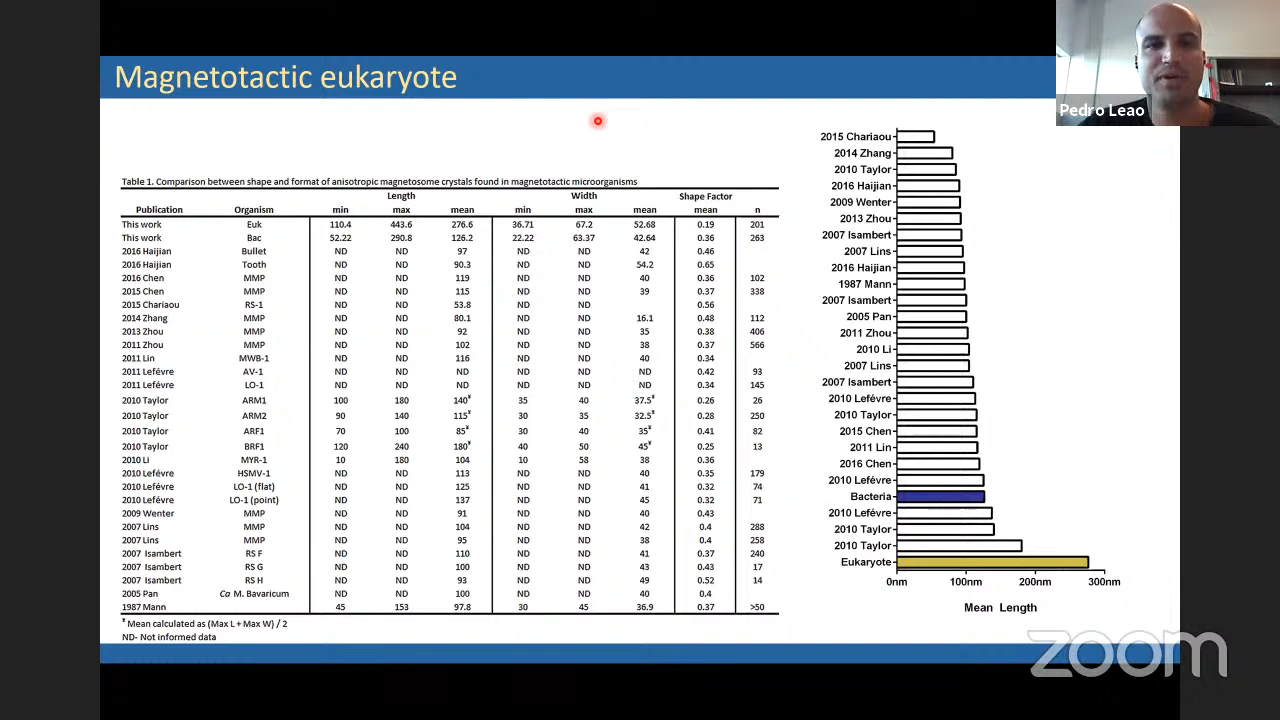 Magnetotactic eukaryote
Pedro Leao
Table 1. Comparison between shape and format of anisotropic magnetosome crystals found in magnetotactic microorganisms
Length Width Shape Factor
Publication Organism min max mean min max mean mean n
This work Euk 110.4 443.6 276.6 36.71 67.2 52.68 0.19 201
This work Bac 52.22 290.8 126.2 22.22 63.37 42.64 0.36 263
2016 Haijian Bullet ND ND 97 ND ND 42 0.46
2016 Haijian Tooth ND ND 90.3 ND ND 54.2 0.65
2016 Chen MMP ND ND 119 ND ND 40 0.36 102
2015 Chen MMP ND ND 115 ND ND 39 0.37 338
2015 Chariaou RS-1 ND ND 53.8 ND ND 0.56
2014 Zhang MMP ND ND 80.1 ND ND 16.1 0.48 112
2013 Zhou MMP ND ND 92 ND ND 35 0.38 406
2011 Zhou MMP ND ND 102 ND ND 38 0.37 566
2011 Lin MWB-1 ND ND 116 ND ND 40 0.34
2011 Lefévre AV-1 ND ND ND ND ND ND 0.42 93
2011 Lefévre LO-1 ND ND ND ND ND ND 0.34 145
2010 Taylor ARM1 100 180 140¥ 35 40 37.5¥ 0.26 26
2010 Taylor ARM2 90 140 115¥ 30 35 32.5¥ 0.28 250
2010 Taylor ARF1 70 100 85¥ 30 40 35¥ 0.41 82
2010 Taylor BRF1 120 240 180¥ 40 50 45¥ 0.25 13
2010 Li MYR-1 10 180 104 10 58 38 0.36
2010 Lefévre HSMV-1 ND ND 113 ND ND 40 0.35 179
2010 Lefévre LO-1 (flat) ND ND 125 ND ND 41 0.32 74
2010 Lefévre LO-1 (point) ND ND 137 ND ND 45 0.32 71
2009 Wenter MMP ND ND 91 ND ND 40 0.43
2007 Lins MMP ND ND 104 ND ND 42 0.4 288
2007 Lins MMP ND ND 95 ND ND 38 0.4 258
2007 Isambert RS F ND ND 110 ND ND 41 0.37 240
2007 Isambert RS G ND ND 100 ND ND 43 0.43 17
2007 Isambert RS H ND ND 93 ND ND 49 0.52 14
2005 Pan Ca M. Bavaricum ND ND 100 ND ND 40 0.4
1987 Mann 45 153 97.8 30 45 36.9 0.37 >50
¥ Mean calculated as (Max L + Max W) / 2
ND- Not informed data
2015 Chariaou
2014 Zhang
2010 Taylor
2016 Haijian
2009 Wenter
2013 Zhou
2007 Isambert
2007 Lins
2016 Haijian
1987 Mann
2007 Isambert
2005 Pan
2011 Zhou
2010 Li
2007 Lins
2007 Isambert
2010 Lefévre
2010 Taylor
2015 Chen
2011 Lin
2016 Chen
2010 Lefévre
Bacteria
2010 Lefévre
2010 Taylor
2010 Taylor
Eukaryote
0nm 100nm 200nm 300nm
Mean Length
zoom